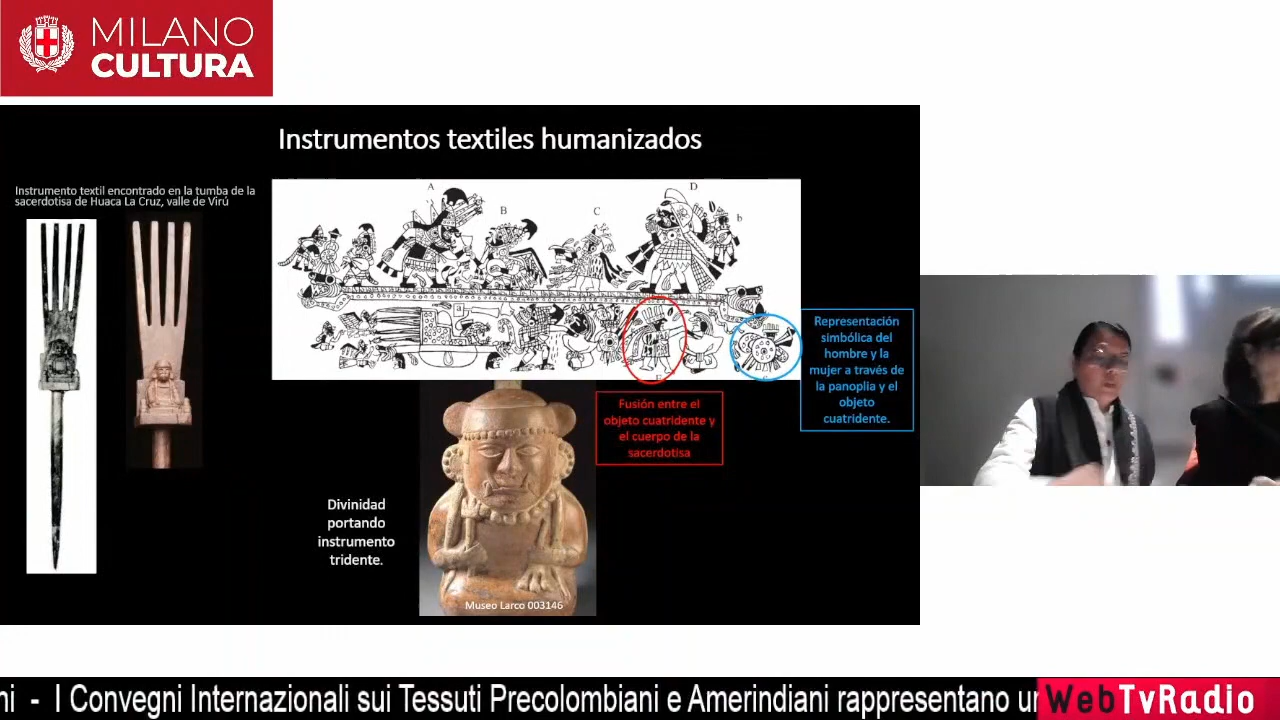 MILANO
CULTURA
Instrumentos textiles humanizados
Instrumento textil encontrado en la tumba de la
sacerdotisa de Huaca La Cruz, valle de Virú
A
B
C
D
b
Representación
simbólica del
hombre y la
mujer a través de
la panoplia y el
objeto
cuatridente.
Fusión entre el
objeto cuatridente y
el cuerpo de la
sacerdotisa
Divinidad
portando
instrumento
tridente.
Museo Larco 003146
ni - I Convegni Internazionali sui Tessuti Precolombiani e Amerindiani rappresentano un
WebTvRadio